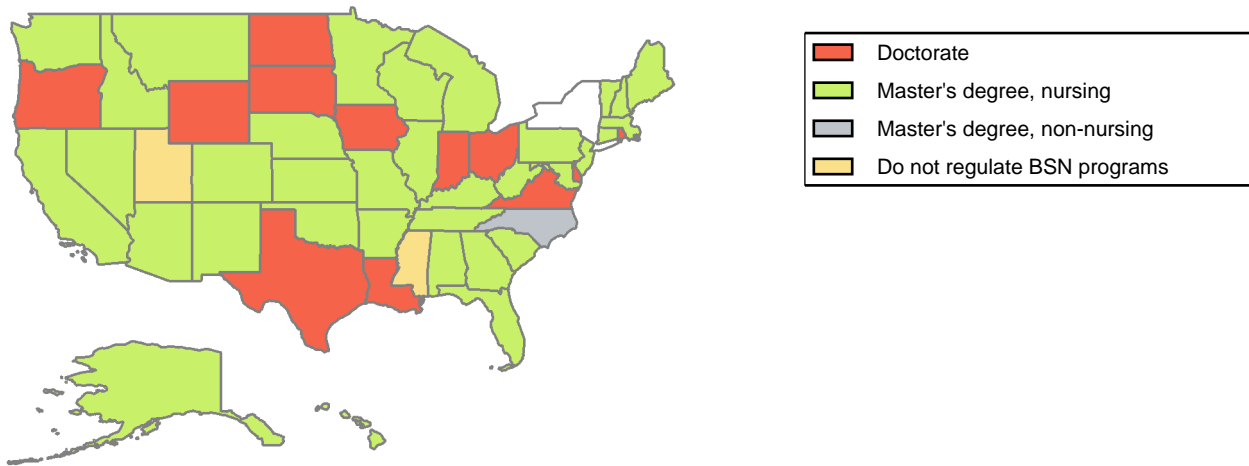 Doctorate
Master's degree, nursing
Master's degree, non-nursing
Do not regulate BSN programs